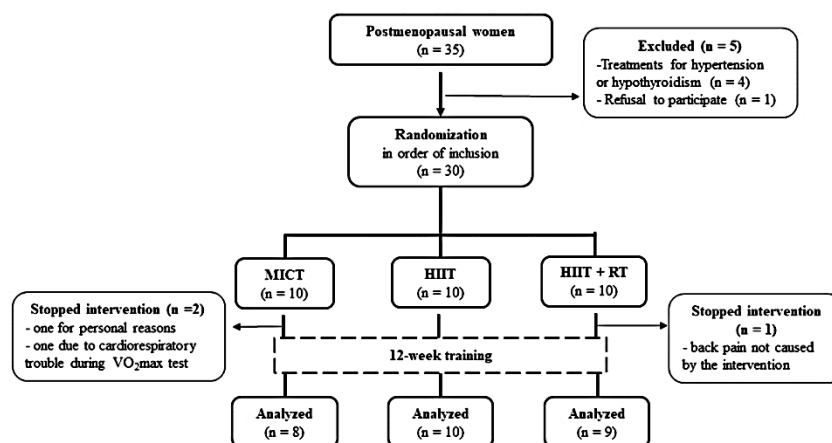 Postmenopausal women
(n = 35)
Excluded (n = 5)
-Treatments for hypertension
or hypothyroidism (n = 4)
- Refusal to participate (n = 1)
Randomization
in order of inclusion
(n = 30)
MICT
(n = 10)
HIIT
(n = 10)
HIIT + RT
(n = 10)
Stopped intervention (n =2)
- one for personal reasons
- one due to cardiorespiratory
trouble during VO₂max test
Stopped intervention
(n = 1)
- back pain not caused
by the intervention
12-week training
Analyzed
(n = 8)
Analyzed
(n = 10)
Analyzed
(n = 9)